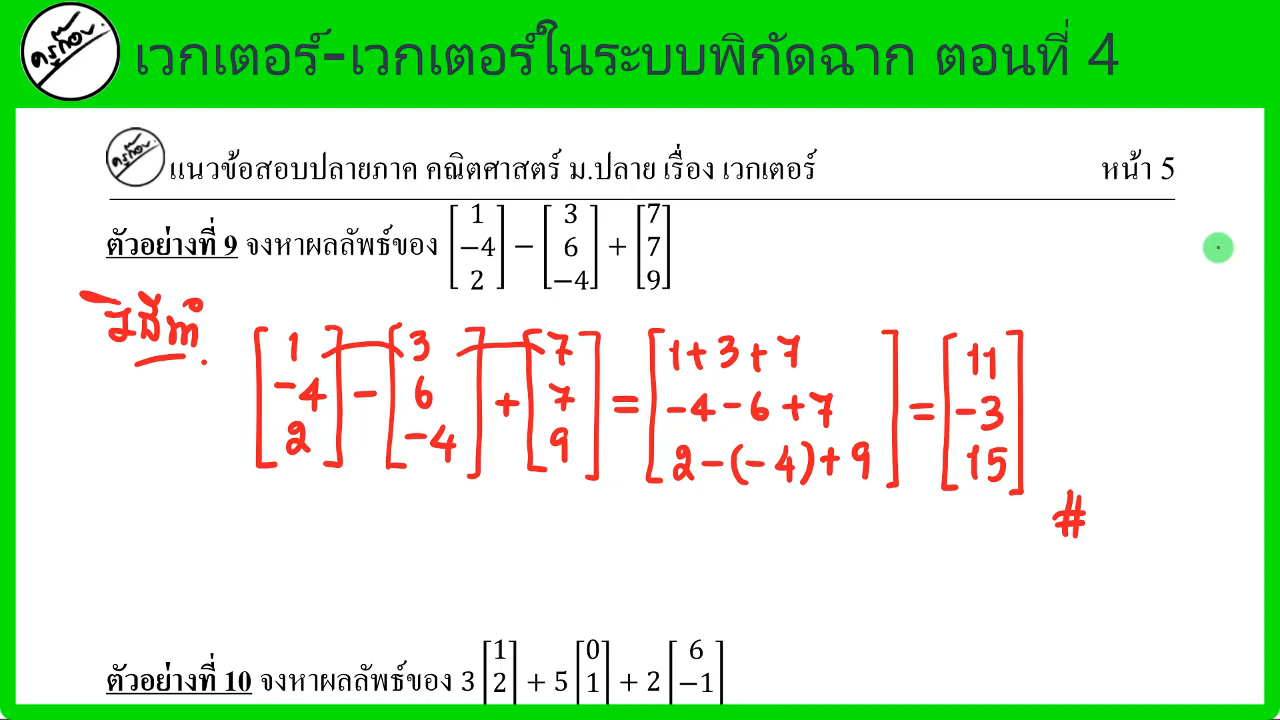 ครูก๊อบ
เวกเตอร์-เวกเตอร์ในระบบพิกัดฉาก ตอนที่ 4
ครูก๊อบ แนวข้อสอบปลายภาค คณิตศาสตร์ ม.ปลาย เรื่อง เวกเตอร์ หน้า 5
ตัวอย่างที่ 9 จงหาผลลัพธ์ของ [1 −4 2] − [3 6 −4] + [7 7 9]
วิธีทำ
[1 -4 2] - [3 6 -4] + [7 7 9] = [1+3+7 -4-6+7 2-(-4)+9] = [11 -3 15]
#
ตัวอย่างที่ 10 จงหาผลลัพธ์ของ 3 [1 2] + 5 [0 1] + 2 [6 −1]